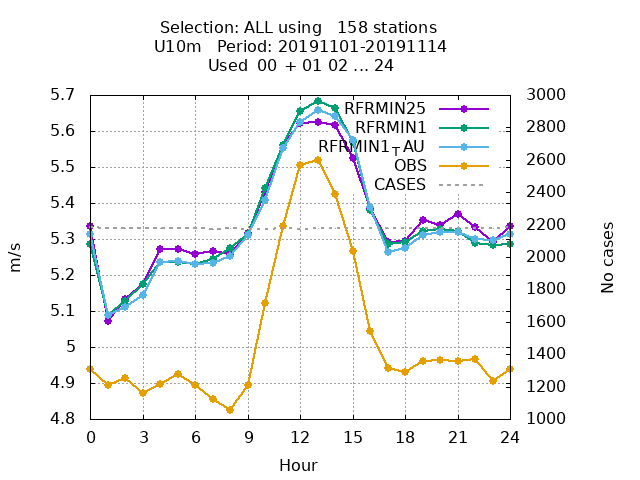 Selection: ALL using   158 stations
U10m   Period: 20191101-20191114
Used  00 + 01 02 ... 24
RFRMIN25
RFRMIN1
RFRMIN1┬AU
OBS
CASES
5.7
5.6
5.5
5.4
5.3
5.2
5.1
5
4.9
4.8
3000
2800
2600
2400
2200
2000
1800
1600
1400
1200
1000
m/s
No cases
0 3 6 9 12 15 18 21 24
Hour